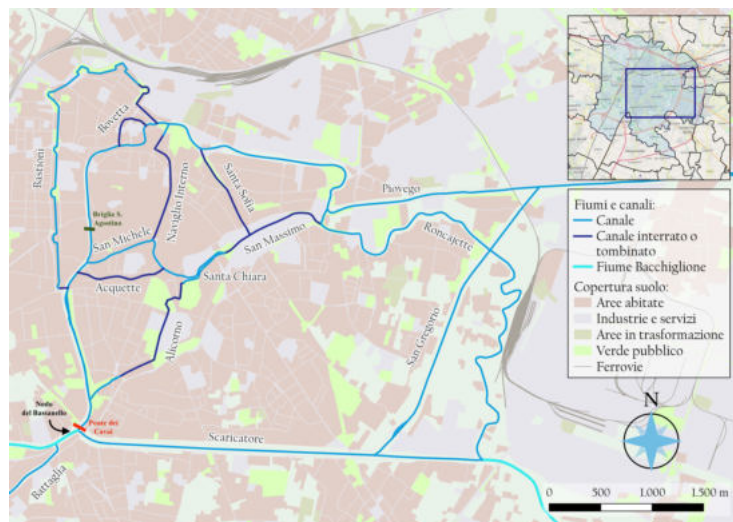 Bovetta
Bastioni
Briglia S.
Agostino
San Michele
Naviglio Interno
Santa Sofia
Piovego
San Massimo
Roncajette
Santa Chiara
Acquette
Alicorno
San Gregorio
Nodo
del Bassanello
Ponte dei
Cavai
Scaricatore
Battaglia
Fiumi e canali:
Canale
Canale interrato o
tombinato
Fiume Bacchiglione
Copertura suolo:
Aree abitate
Industrie e servizi
Aree in trasformazione
Verde pubblico
Ferrovie
N
0 500 1.000 1.500 m